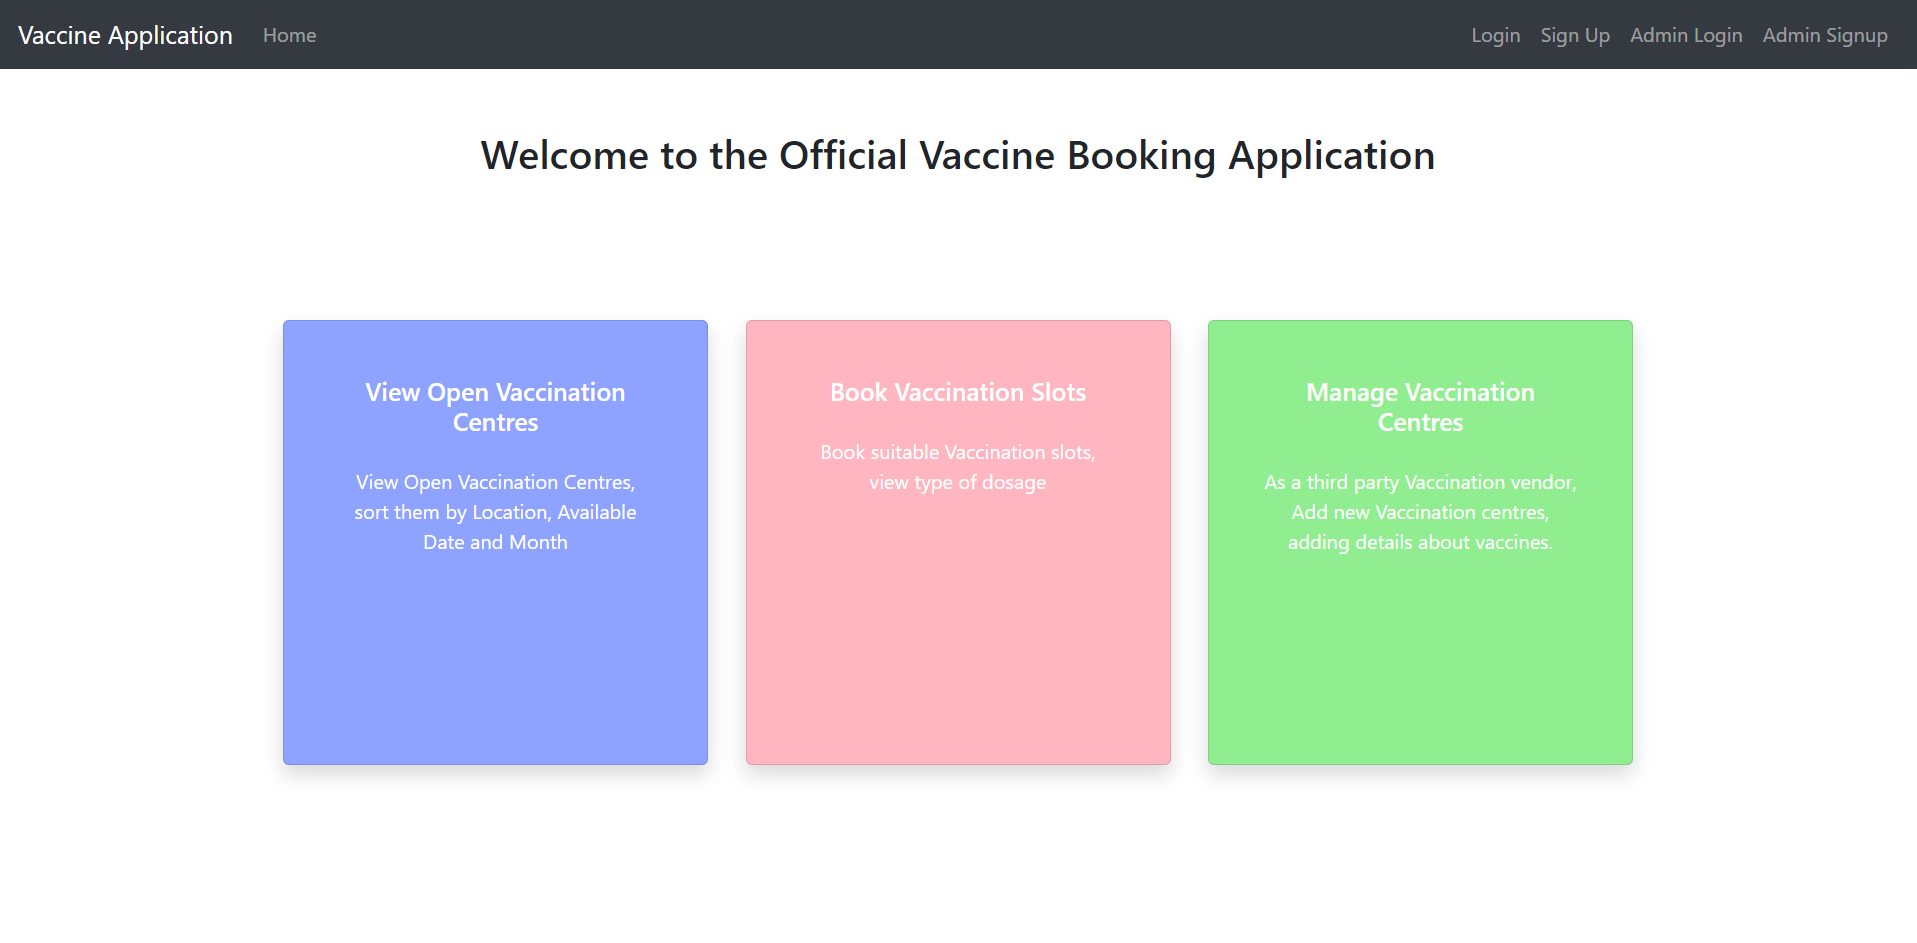 Vaccine Application Home Login Sign Up Admin Login Admin Signup
Welcome to the Official Vaccine Booking Application
View Open Vaccination
Centres
View Open Vaccination Centres,
sort them by Location, Available
Date and Month
Book Vaccination Slots
Book suitable Vaccination slots,
view type of dosage
Manage Vaccination
Centres
As a third party Vaccination vendor,
Add new Vaccination centres,
adding details about vaccines.